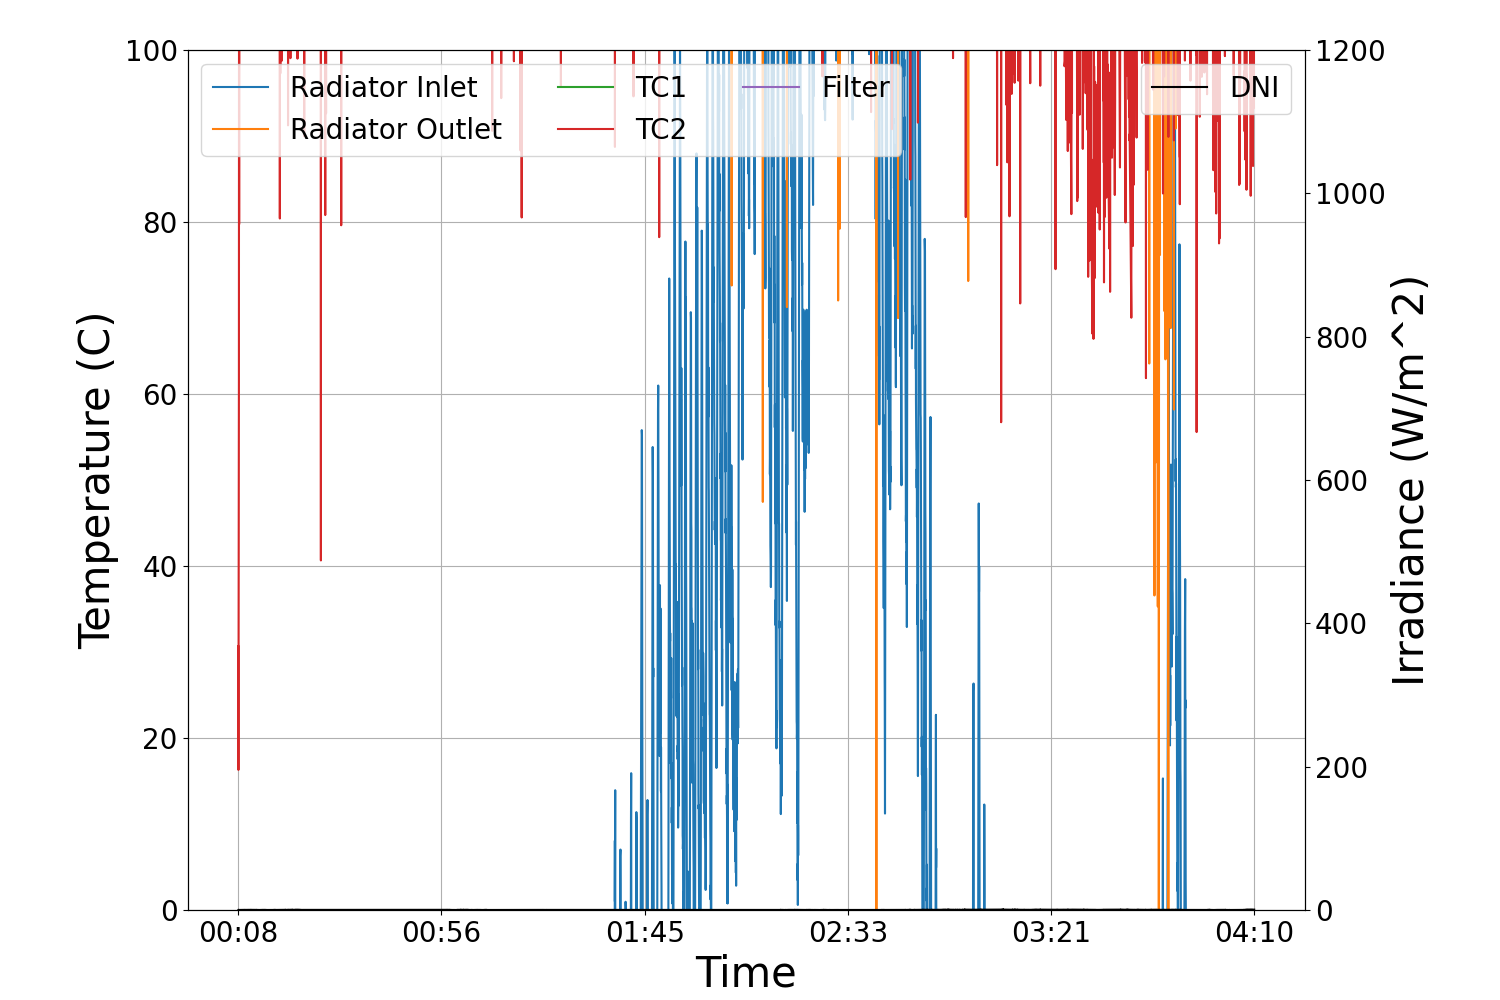 100
80
60
40
20
0
Temperature (C)
Radiator Inlet
Radiator Outlet
TC1
TC2
Filter
DNI
1200
1000
800
600
400
200
0
Irradiance (W/m^2)
00:08 00:56 01:45 02:33 03:21 04:10
Time